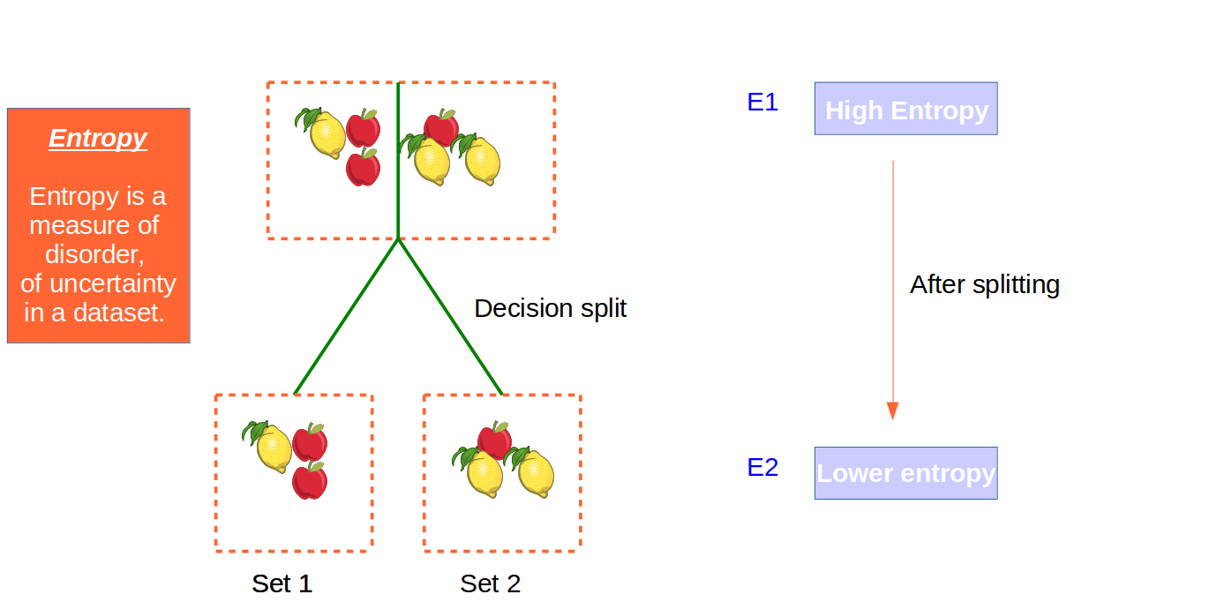 Entropy
Entropy is a
measure of
disorder,
of uncertainty
in a dataset.
Decision split
Set 1
Set 2
E1
High Entropy
After splitting
E2
Lower entropy